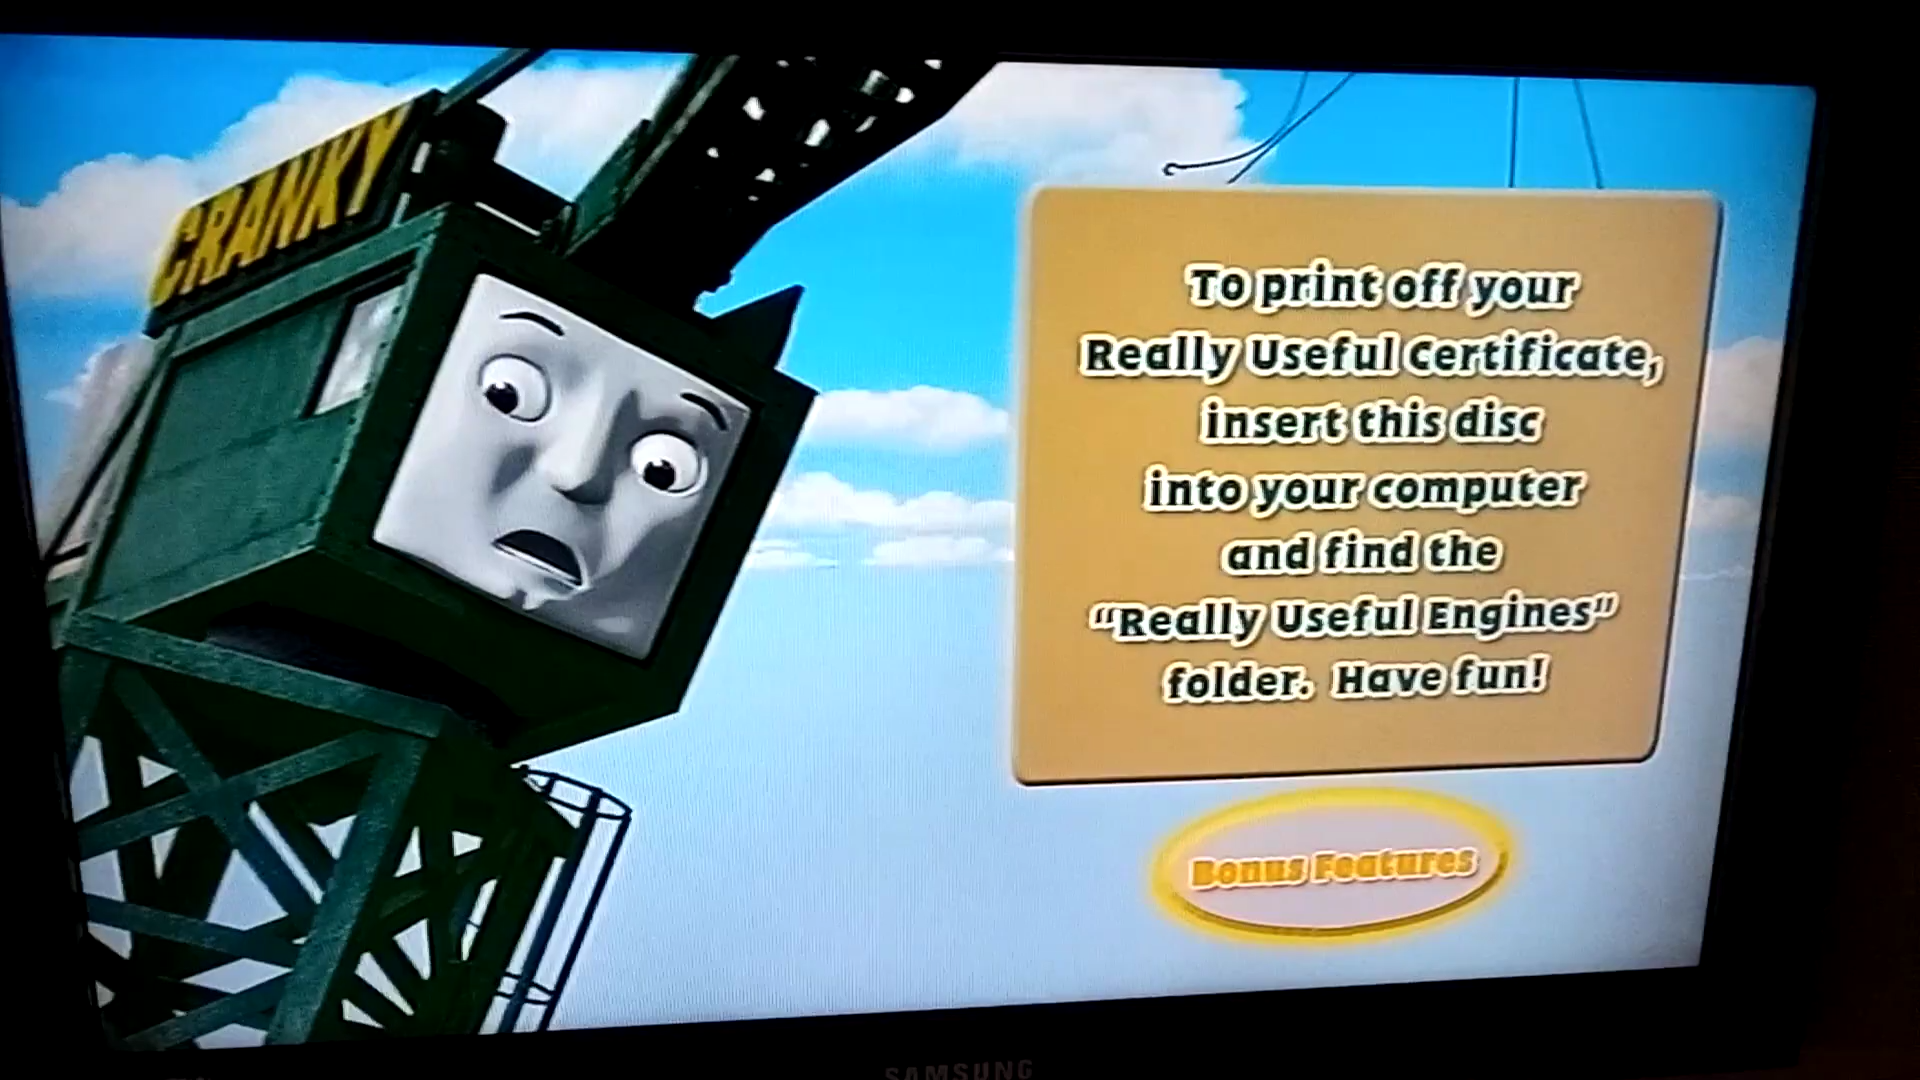 CRANKY
To print off your
Really Useful Certificate,
insert this disc
into your computer
and find the
“Really Useful Engines”
folder. Have fun!
Bonus Features
SAMSUNG